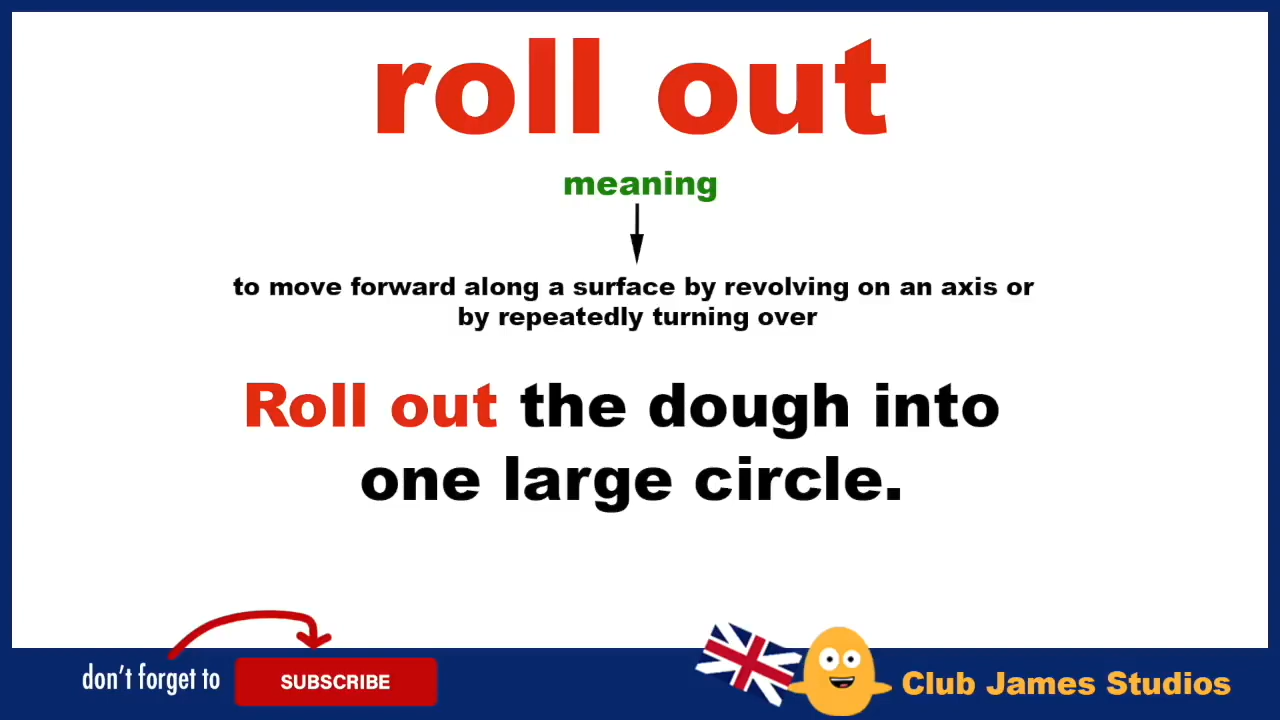 roll out
meaning
to move forward along a surface by revolving on an axis or
by repeatedly turning over
Roll out the dough into
one large circle.
don't forget to
SUBSCRIBE
Club James Studios